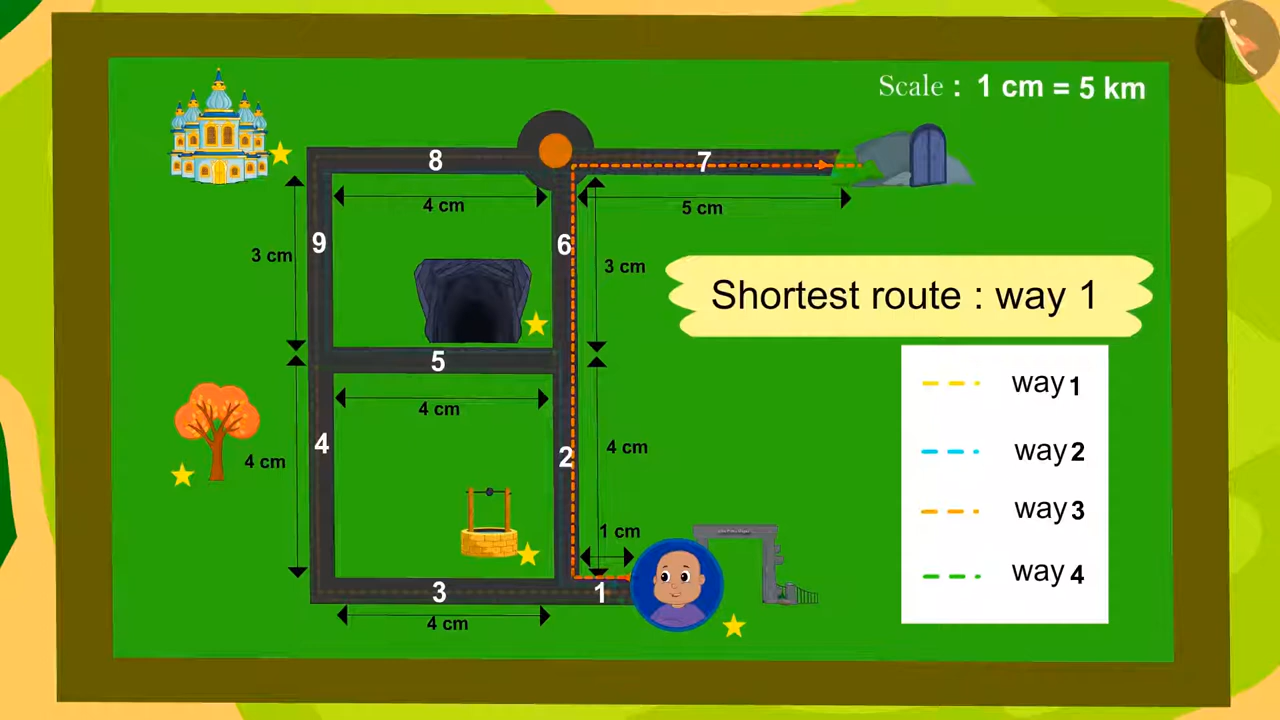 Scale : 1 cm = 5 km
8
7
4 cm
5 cm
9
6
3 cm
3 cm
Shortest route : way 1
5
4 cm
way 1
4
4 cm
2
4 cm
way 2
way 3
1 cm
way 4
3
1
4 cm